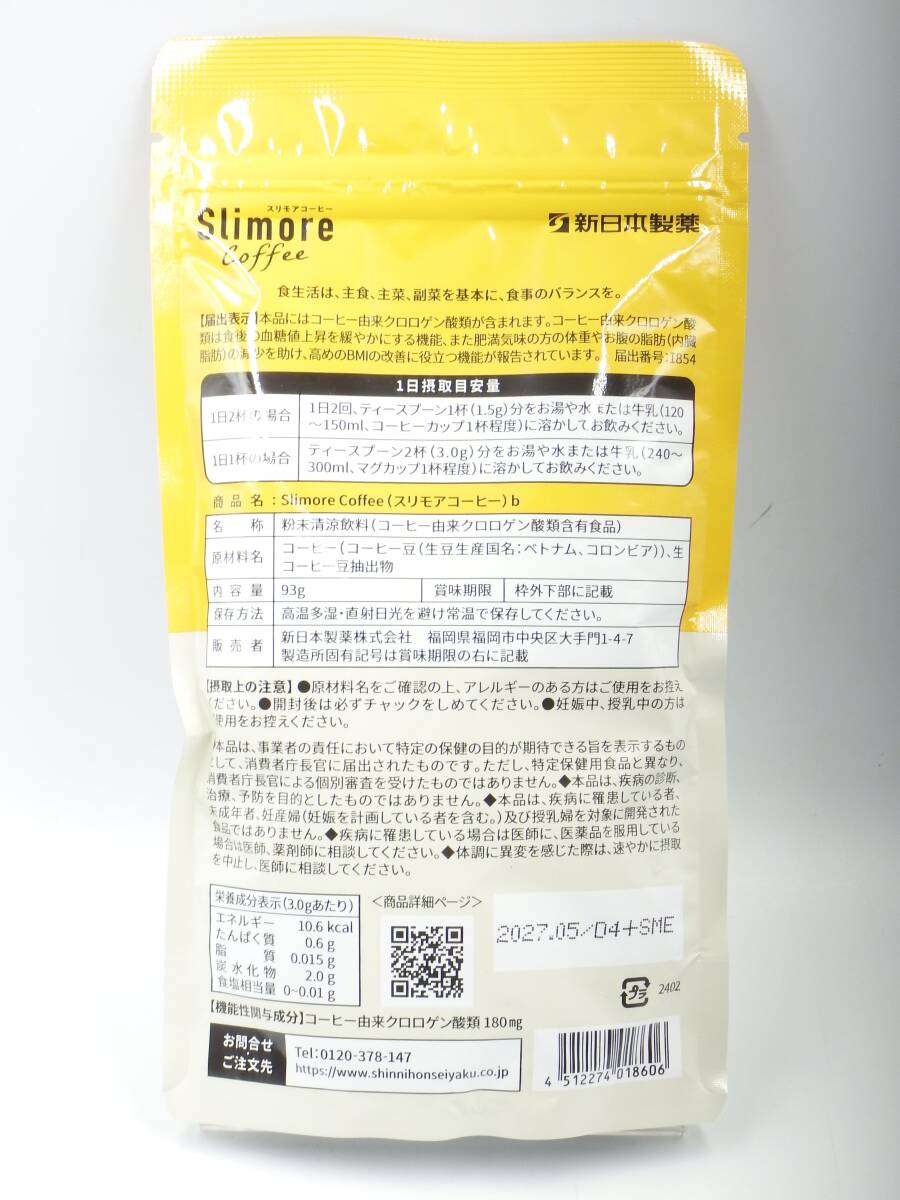 スリモアコーヒー
Slimore
Coffee
新日本製薬
食生活は、主食、主菜、副菜を基本に、食事のバランスを。
【届出表示】本品にはコーヒー由来クロロゲン酸類が含まれます。コーヒー由来クロロゲン酸
類は食後の血糖値上昇を緩やかにする機能、また肥満気味の方の体重やお腹の脂肪(内臓
脂肪)の減少を助け、高めのBMIの改善に役立つ機能が報告されています。 届出番号:I854
1日摂取目安量
1日2杯の場合
1日2回、ティースプーン1杯(1.5g)分をお湯や水または牛乳(120
~150ml、コーヒーカップ1杯程度)に溶かしてお飲みください。
1日1杯の場合
ティースプーン2杯(3.0g)分をお湯や水または牛乳(240~
300ml、マグカップ1杯程度)に溶かしてお飲みください。
商品名:Slimore Coffee(スリモアコーヒー)b
名称 粉末清涼飲料(コーヒー由来クロロゲン酸類含有食品)
原材料名 コーヒー(コーヒー豆(生豆生産国名:ベトナム、コロンビア))、生
コーヒー豆抽出物
内容量 93g 賞味期限 枠外下部に記載
保存方法 高温多湿・直射日光を避け常温で保存してください。
販売者 新日本製薬株式会社 福岡県福岡市中央区大手門1-4-7
製造所固有記号は賞味期限の右に記載
【摂取上の注意】●原材料名をご確認の上、アレルギーのある方はご使用をお控え
ください。●開封後は必ずチャックをしめてください。●妊娠中、授乳中の方は
使用をお控えください。
本品は、事業者の責任において特定の保健の目的が期待できる旨を表示するもの
として、消費者庁長官に届出されたものです。ただし、特定保健用食品と異なり、
消費者庁長官による個別審査を受けたものではありません。◆本品は、疾病の診断、
治療、予防を目的としたものではありません。◆本品は、疾病に罹患している者、
未成年者、妊産婦(妊娠を計画している者を含む。)及び授乳婦を対象に開発された
食品ではありません。◆疾病に罹患している場合は医師に、医薬品を服用している
場合は医師、薬剤師に相談してください。◆体調に異変を感じた際は、速やかに摂取
を中止し、医師に相談してください。
栄養成分表示(3.0gあたり)
エネルギー 10.6 kcal
たんぱく質 0.6 g
脂質 0.015 g
炭水化物 2.0 g
食塩相当量 0~0.01 g
<商品詳細ページ>
2027.05/D4+SME
プラ
2402
【機能性関与成分】コーヒー由来クロロゲン酸類 180mg
お問合せ
・
ご注文先
Tel:0120-378-147
https://www.shinnihonseiyaku.co.jp
4 512274 018606